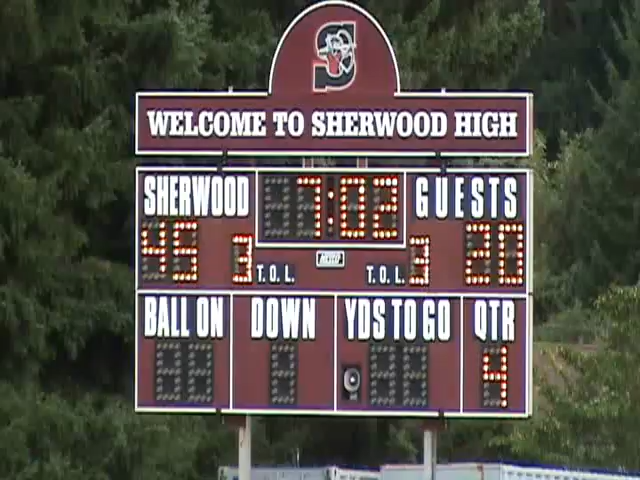 S
WELCOME TO SHERWOOD HIGH
SHERWOOD 7:02 GUESTS
45 3 T.O.L. T.O.L. 3 20
BALL ON DOWN YDS TO GO QTR
4